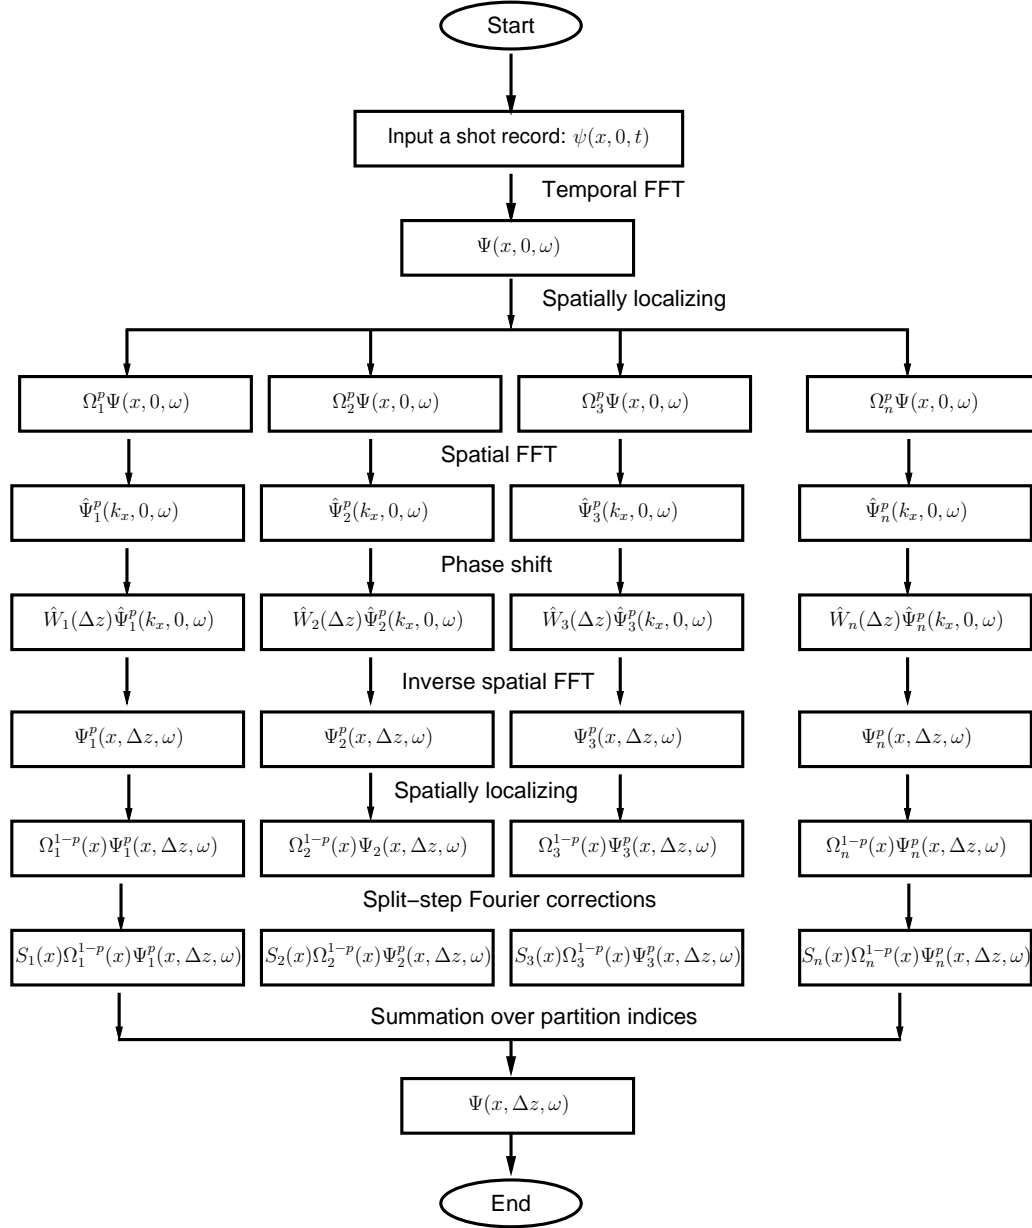 Start
Input a shot record: ψ(x, 0, t)
Temporal FFT
Ψ(x, 0, ω)
Spatially localizing
Ω₁ᵖΨ(x, 0, ω) Ω₂ᵖΨ(x, 0, ω) Ω₃ᵖΨ(x, 0, ω) Ωₙᵖ Ψ(x, 0, ω)
Spatial FFT
Ψ̂₁ᵖ(kₓ, 0, ω) Ψ̂₂ᵖ(kₓ, 0, ω) Ψ̂₃ᵖ(kₓ, 0, ω) Ψ̂ₙᵖ(kₓ, 0, ω)
Phase shift
Ŵ₁(Δz)Ψ̂₁ᵖ(kₓ, 0, ω) Ŵ₂(Δz)Ψ̂₂ᵖ(kₓ, 0, ω) Ŵ₃(Δz)Ψ̂₃ᵖ(kₓ, 0, ω) Ŵₙ(Δz)Ψ̂ₙᵖ(kₓ, 0, ω)
Inverse spatial FFT
Ψ₁ᵖ(x, Δz, ω) Ψ₂ᵖ(x, Δz, ω) Ψ₃ᵖ(x, Δz, ω) Ψₙᵖ(x, Δz, ω)
Spatially localizing
Ω₁¹⁻ᵖ(x)Ψ₁ᵖ(x, Δz, ω) Ω₂¹⁻ᵖ(x)Ψ₂(x, Δz, ω) Ω₃¹⁻ᵖ(x)Ψ₃ᵖ(x, Δz, ω) Ωₙ¹⁻ᵖ(x)Ψₙᵖ(x, Δz, ω)
Split−step Fourier corrections
S₁(x)Ω₁¹⁻ᵖ(x)Ψ₁ᵖ(x, Δz, ω) S₂(x)Ω₂¹⁻ᵖ(x)Ψ₂ᵖ(x, Δz, ω) S₃(x)Ω₃¹⁻ᵖ(x)Ψ₃ᵖ(x, Δz, ω) Sₙ(x)Ωₙ¹⁻ᵖ(x)Ψₙᵖ(x, Δz, ω)
Summation over partition indices
Ψ(x, Δz, ω)
End